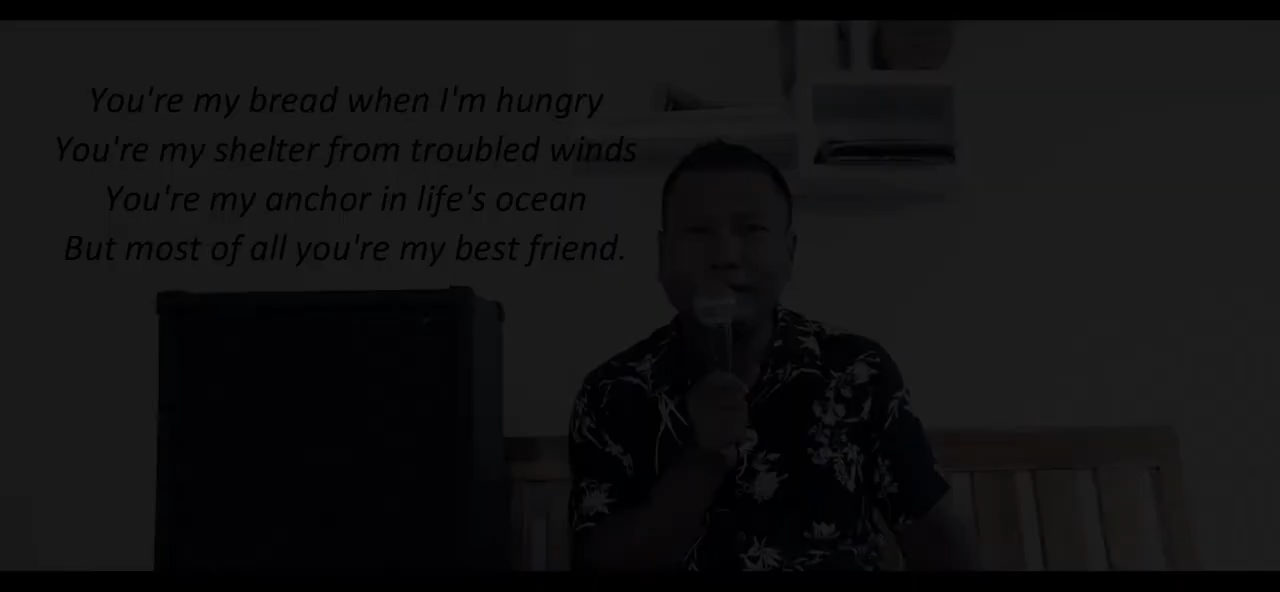 You're my bread when I'm hungry
You're my shelter from troubled winds
You're my anchor in life's ocean
But most of all you're my best friend.